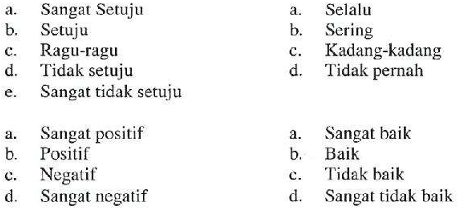 a. Sangat Setuju
b. Setuju
c. Ragu-ragu
d. Tidak setuju
e. Sangat tidak setuju
a. Selalu
b. Sering
c. Kadang-kadang
d. Tidak pernah
a. Sangat positif
b. Positif
c. Negatif
d. Sangat negatif
a. Sangat baik
b. Baik
c. Tidak baik
d. Sangat tidak baik